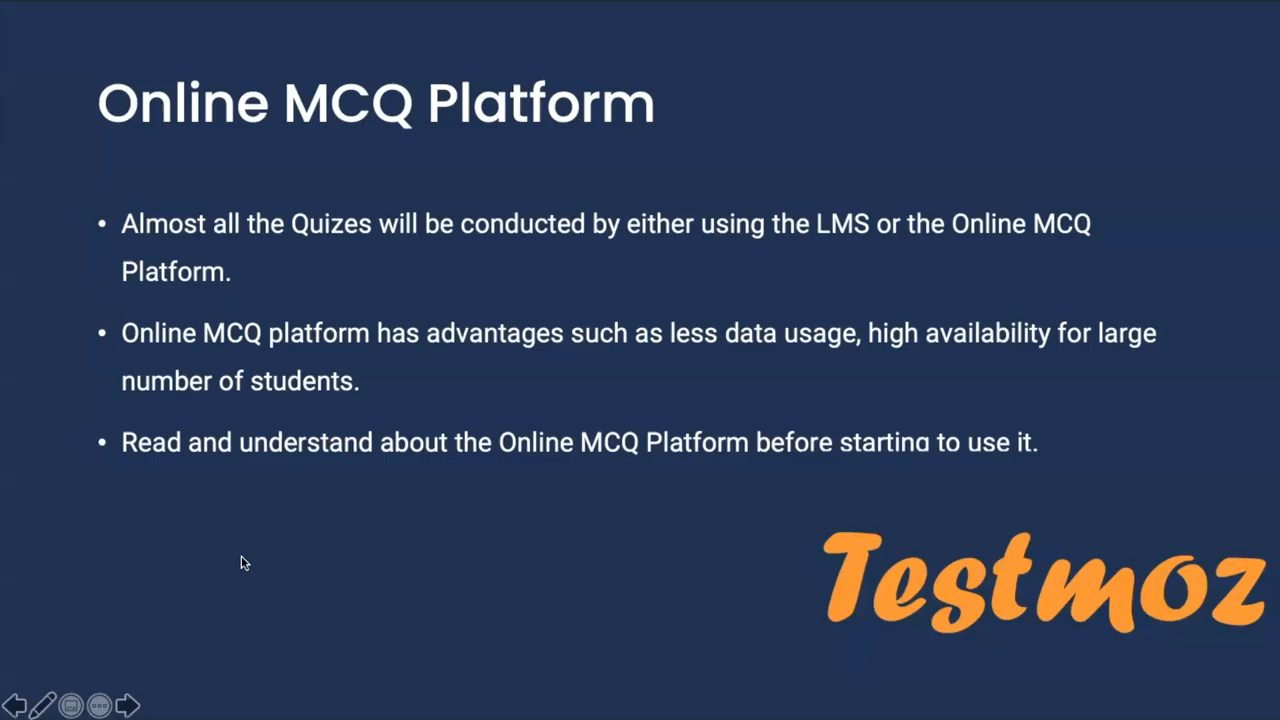 Online MCQ Platform
• Almost all the Quizes will be conducted by either using the LMS or the Online MCQ
Platform.
• Online MCQ platform has advantages such as less data usage, high availability for large
number of students.
• Read and understand about the Online MCQ Platform before starting to use it.
Testmoz